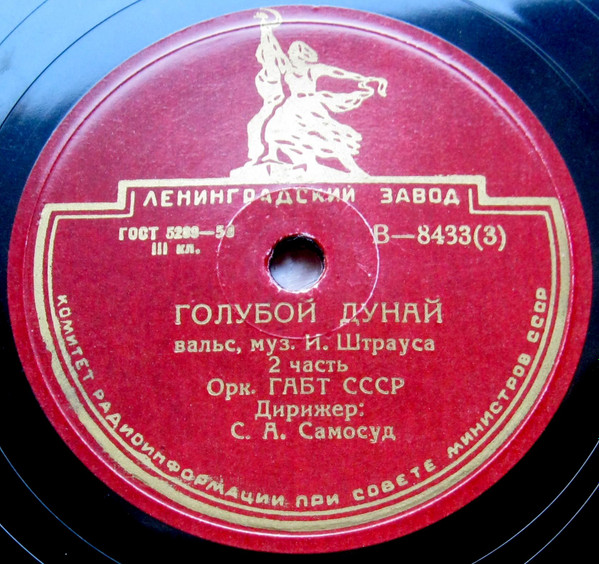 ЛЕНИНГРАДСКИЙ ЗАВОД
ГОСТ 5289—50
III кл.
В—8433(3)
ГОЛУБОЙ ДУНАЙ
вальс, муз. И. Штрауса
2 часть
Орк. ГАБТ СССР
Дирижер:
С. А. Самосуд
КОМИТЕТ РАДИОИНФОРМАЦИИ ПРИ СОВЕТЕ МИНИСТРОВ СССР